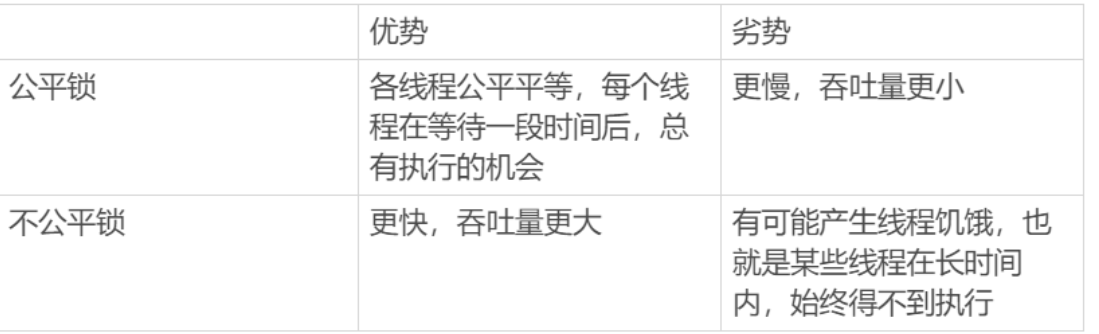 优势
劣势
公平锁
各线程公平平等，每个线
程在等待一段时间后，总
有执行的机会
更慢，吞吐量更小
不公平锁
更快，吞吐量更大
有可能产生线程饥饿，也
就是某些线程在长时间
内，始终得不到执行